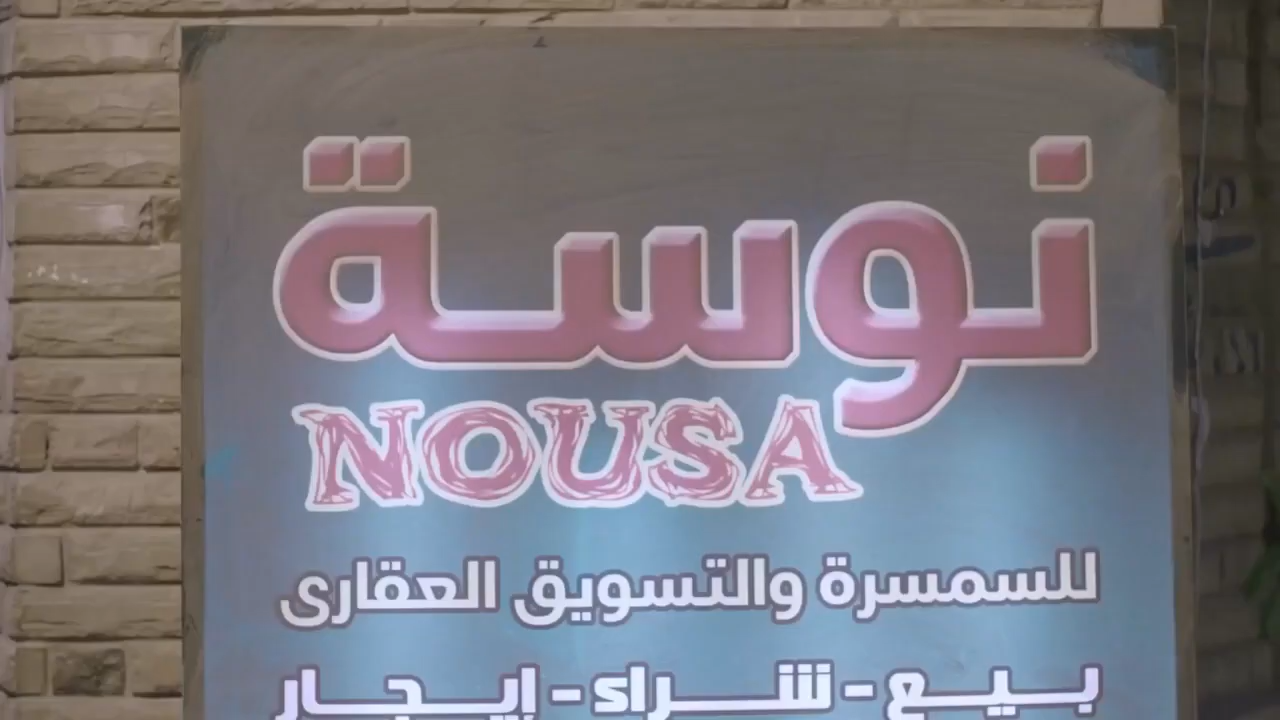 نوسة
NOUSA
للسمسرة والتسويق العقارى
بيع - شراء - إيجار